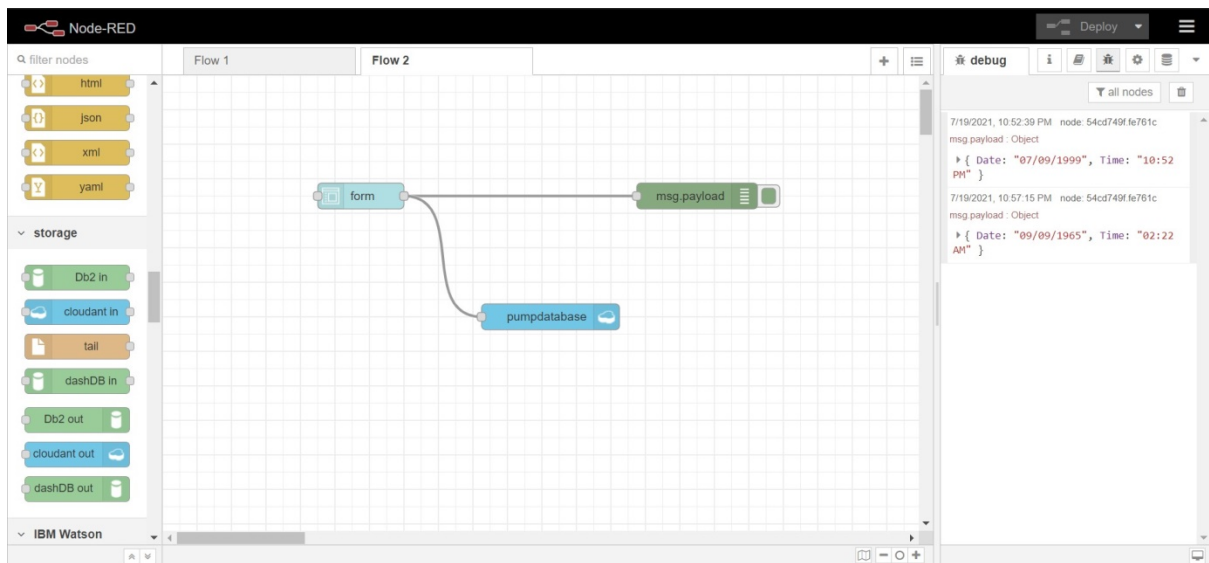 Node-RED
Deploy
filter nodes
html
json
xml
yaml
storage
Db2 in
cloudant in
tail
dashDB in
Db2 out
cloudant out
dashDB out
IBM Watson
Flow 1
Flow 2
form
msg.payload
pumpdatabase
debug
i
all nodes
7/19/2021, 10:52:39 PM node: 54cd749f.fe761c
msg.payload : Object
{ Date: "07/09/1999", Time: "10:52
PM" }
7/19/2021, 10:57:15 PM node: 54cd749f.fe761c
msg.payload : Object
{ Date: "09/09/1965", Time: "02:22
AM" }